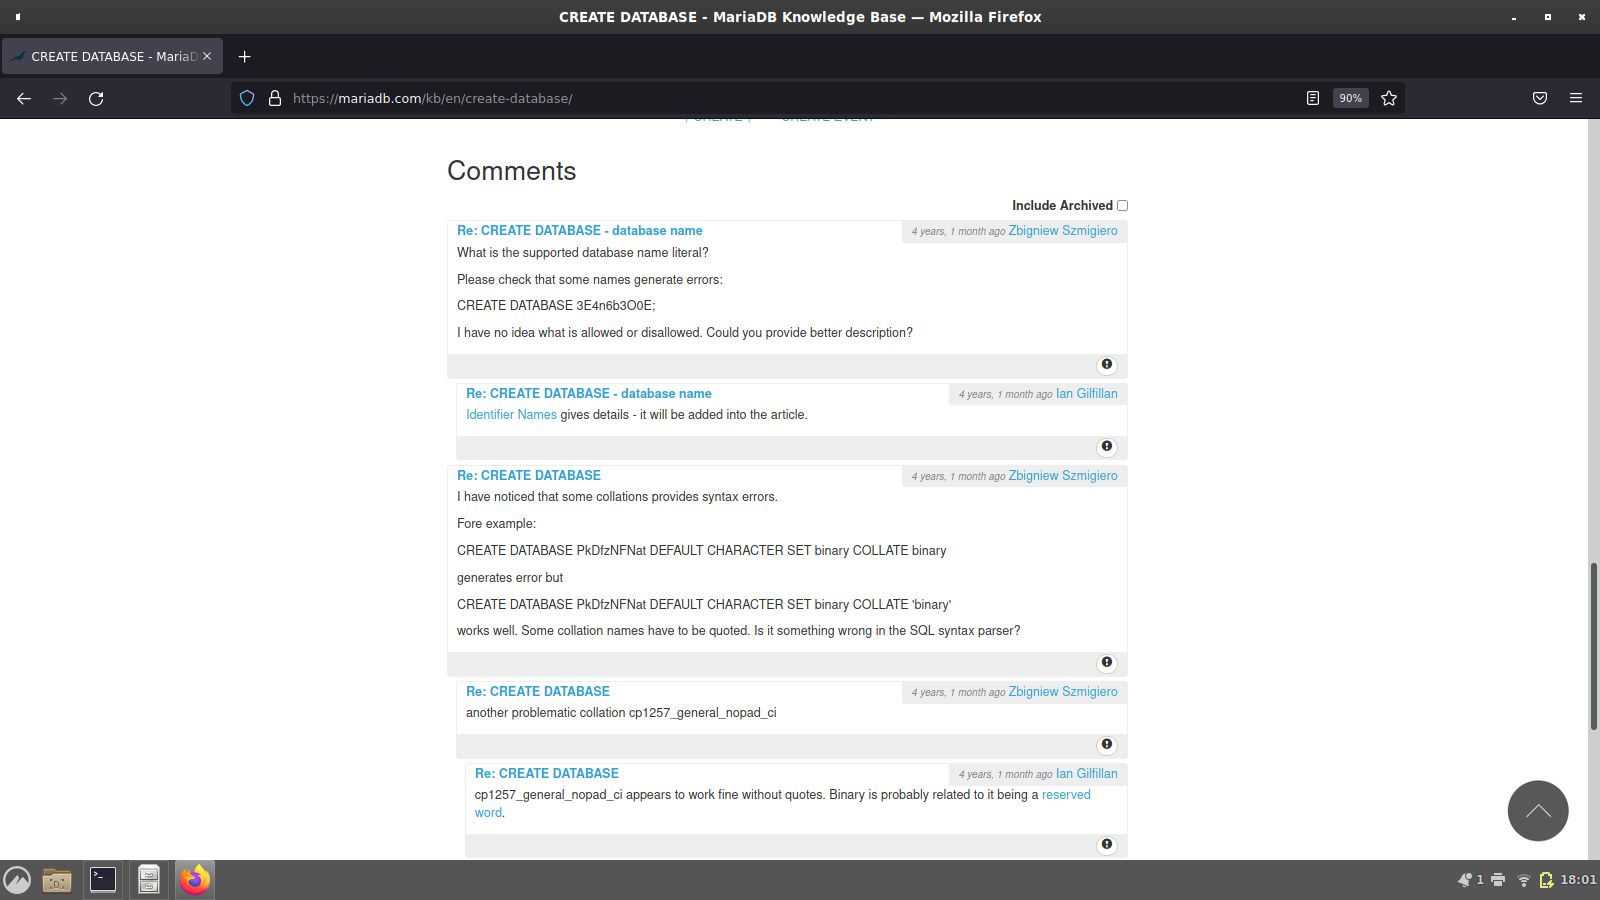 CREATE DATABASE - MariaDB Knowledge Base — Mozilla Firefox
CREATE DATABASE - MariaD
https://mariadb.com/kb/en/create-database/
90%
CREATE
CREATE EVENT
Comments
Include Archived
Re: CREATE DATABASE - database name
4 years, 1 month ago Zbigniew Szmigiero
What is the supported database name literal?
Please check that some names generate errors:
CREATE DATABASE 3E4n6b3O0E;
I have no idea what is allowed or disallowed. Could you provide better description?
Re: CREATE DATABASE - database name
4 years, 1 month ago Ian Gilfillan
Identifier Names gives details - it will be added into the article.
Re: CREATE DATABASE
4 years, 1 month ago Zbigniew Szmigiero
I have noticed that some collations provides syntax errors.
Fore example:
CREATE DATABASE PkDfzNFNat DEFAULT CHARACTER SET binary COLLATE binary
generates error but
CREATE DATABASE PkDfzNFNat DEFAULT CHARACTER SET binary COLLATE 'binary'
works well. Some collation names have to be quoted. Is it something wrong in the SQL syntax parser?
Re: CREATE DATABASE
4 years, 1 month ago Zbigniew Szmigiero
another problematic collation cp1257_general_nopad_ci
Re: CREATE DATABASE
4 years, 1 month ago Ian Gilfillan
cp1257_general_nopad_ci appears to work fine without quotes. Binary is probably related to it being a reserved
word.
1
18:01